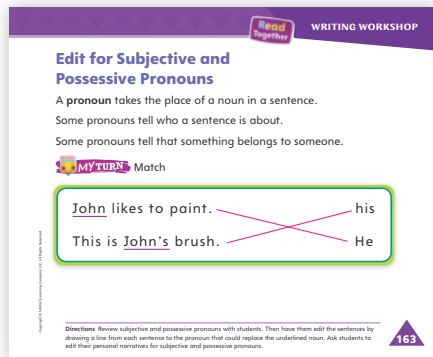 Read Together
WRITING WORKSHOP
Edit for Subjective and
Possessive Pronouns
A pronoun takes the place of a noun in a sentence.
Some pronouns tell who a sentence is about.
Some pronouns tell that something belongs to someone.
MY TURN Match
John likes to paint. his
This is John's brush. He
Directions Review subjective and possessive pronouns with students. Then have them edit the sentences by
drawing a line from each sentence to the pronoun that could replace the underlined noun. Ask students to
edit their personal narratives for subjective and possessive pronouns.
163